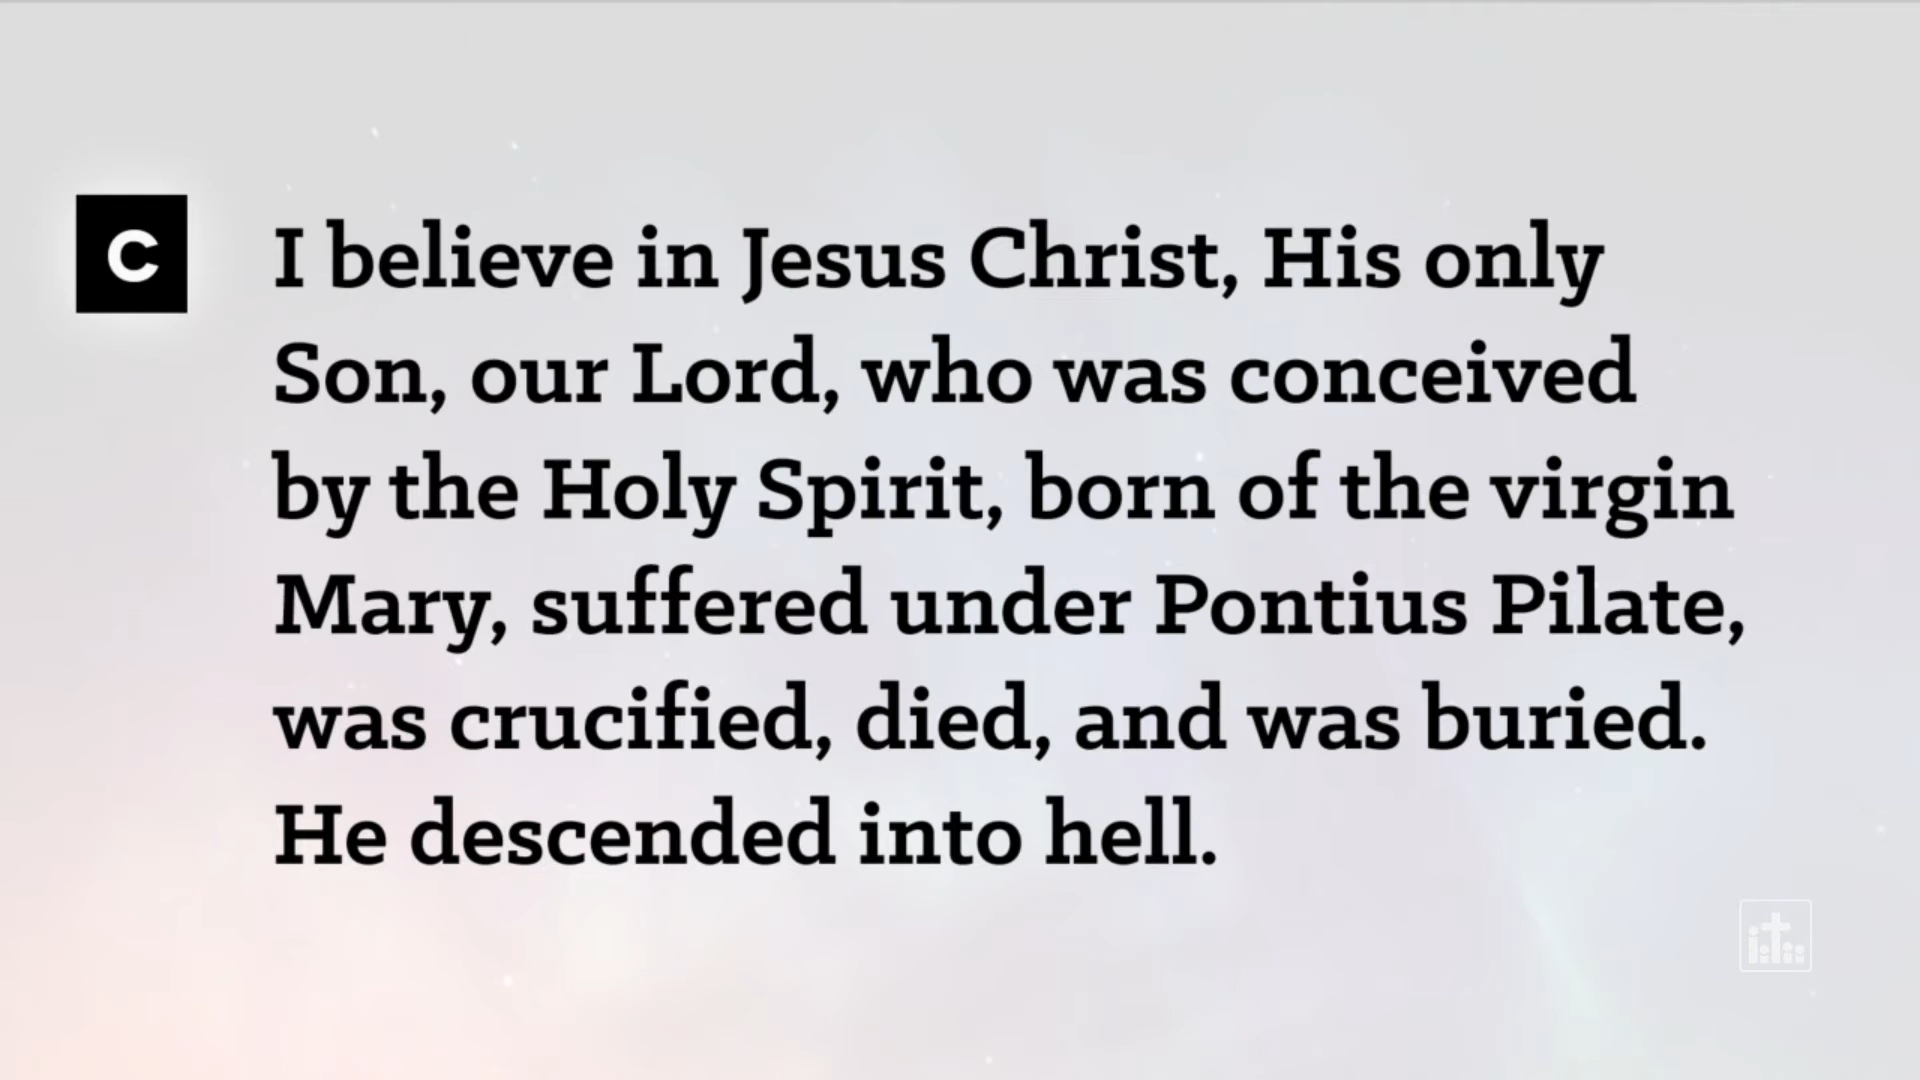 C
I believe in Jesus Christ, His only
Son, our Lord, who was conceived
by the Holy Spirit, born of the virgin
Mary, suffered under Pontius Pilate,
was crucified, died, and was buried.
He descended into hell.